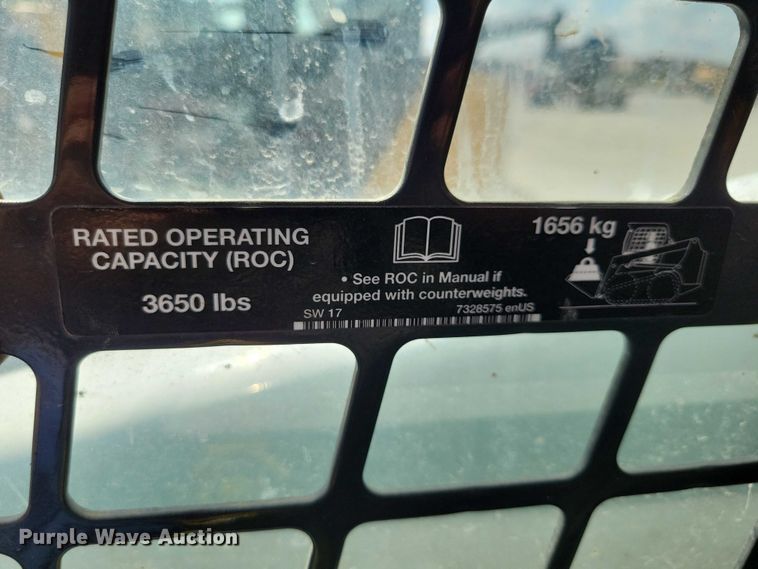 RATED OPERATING
CAPACITY (ROC)
3650 lbs
• See ROC in Manual if
equipped with counterweights.
SW 17
7328575 enUS
1656 kg
Purple Wave Auction